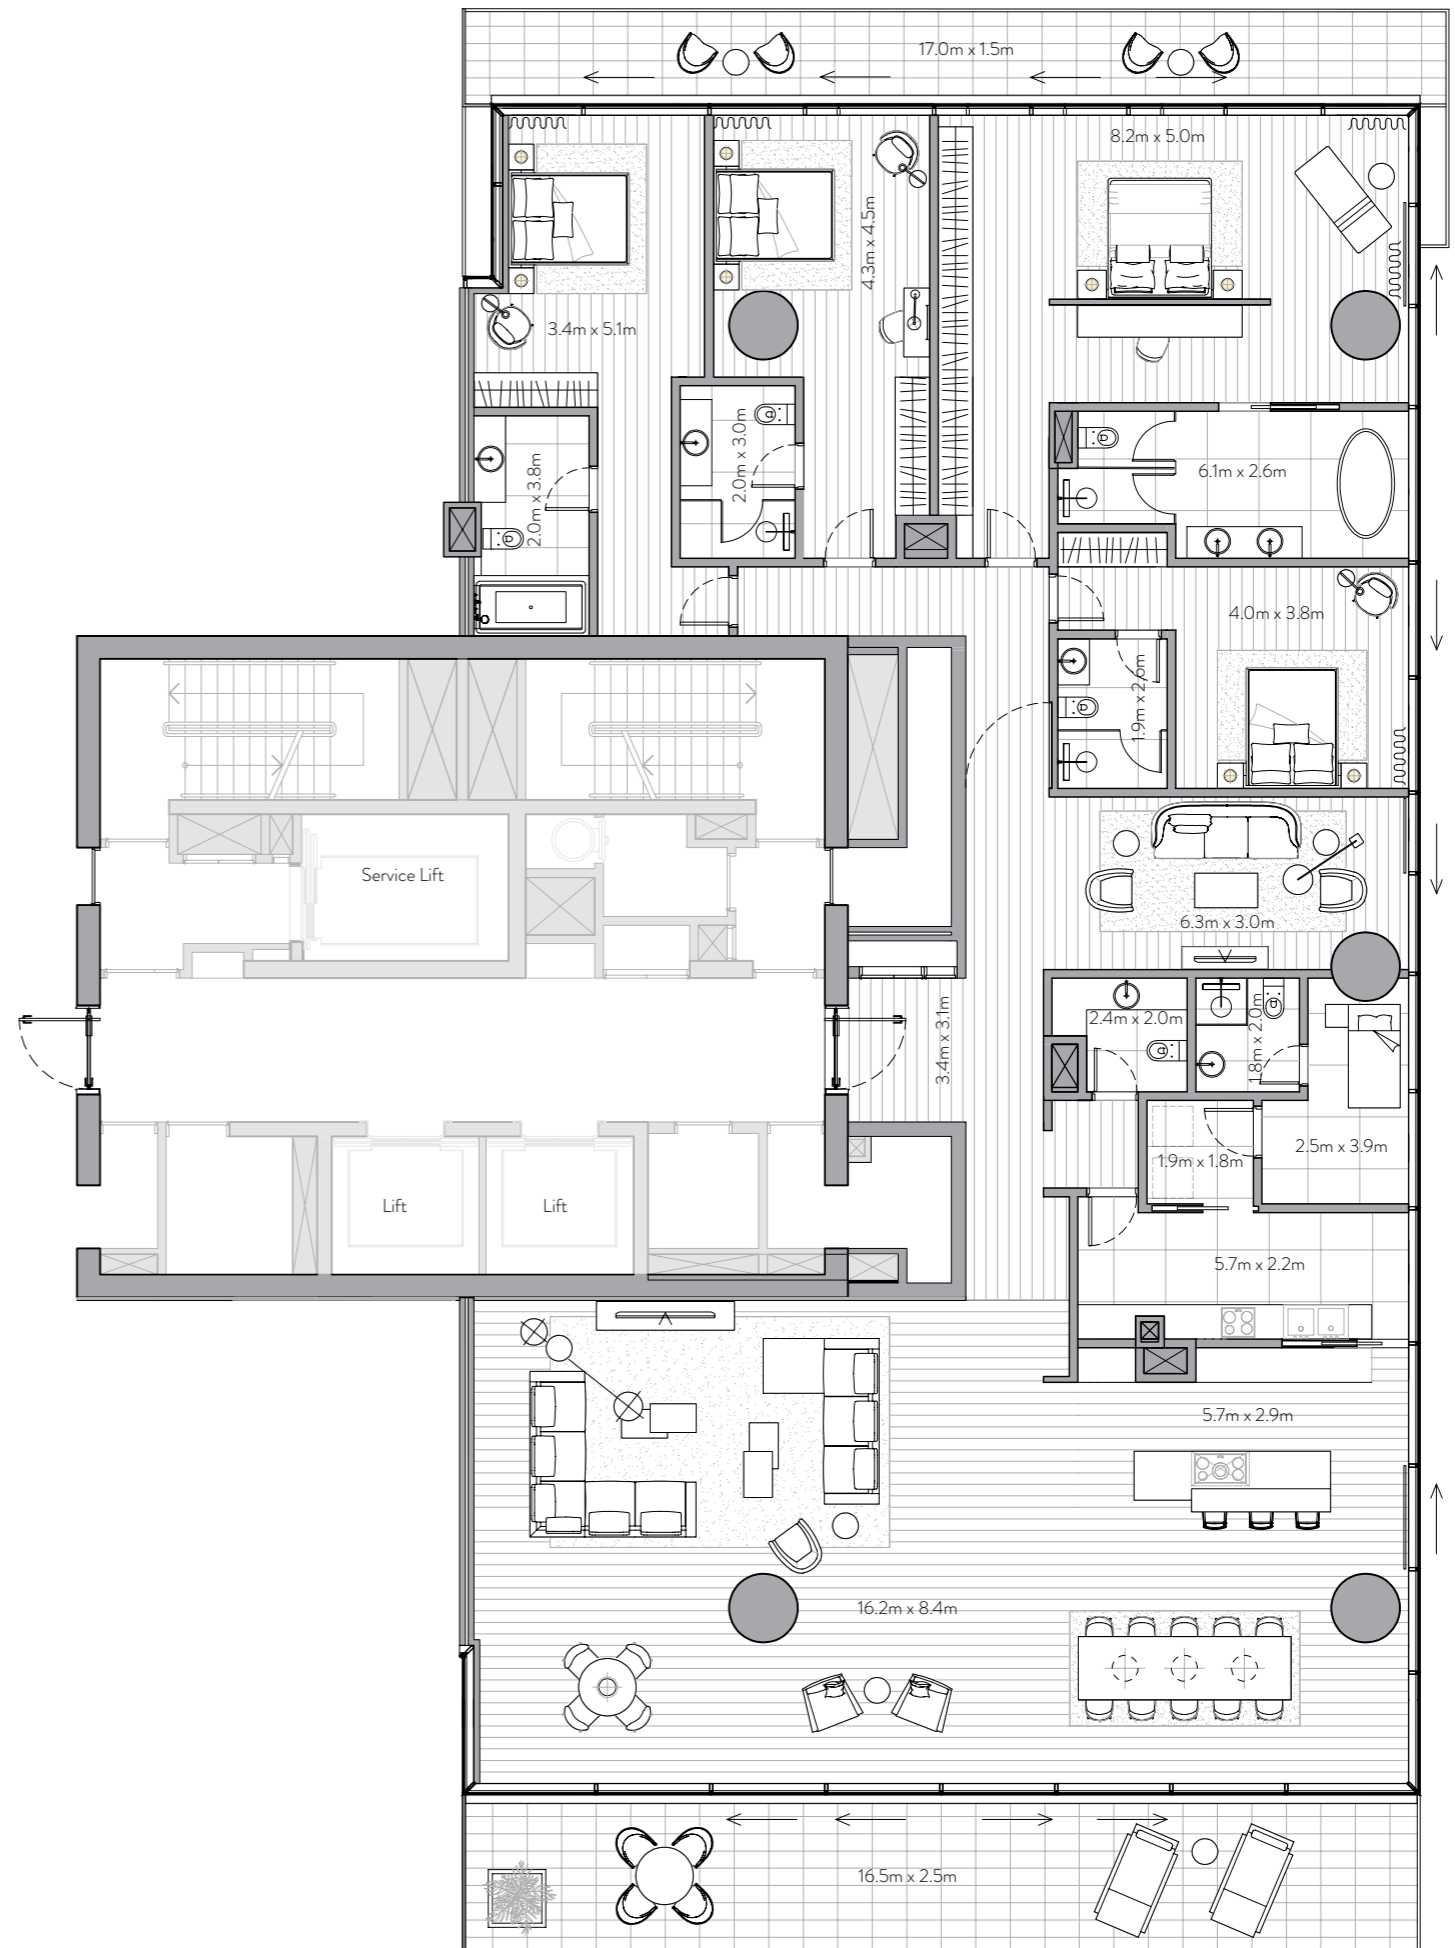 17.0m x 1.5m
8.2m x 5.0m
4.3m x 4.5m
3.4m x 5.1m
2.0m x 3.0m
2.0m x 3.8m
6.1m x 2.6m
4.0m x 3.8m
1.9m x 2.6m
Service Lift
6.3m x 3.0m
3.4m x 3.1m
2.4m x 2.0m
1.8m x 2.0m
2.5m x 3.9m
1.9m x 1.8m
Lift
Lift
5.7m x 2.2m
5.7m x 2.9m
16.2m x 8.4m
16.5m x 2.5m